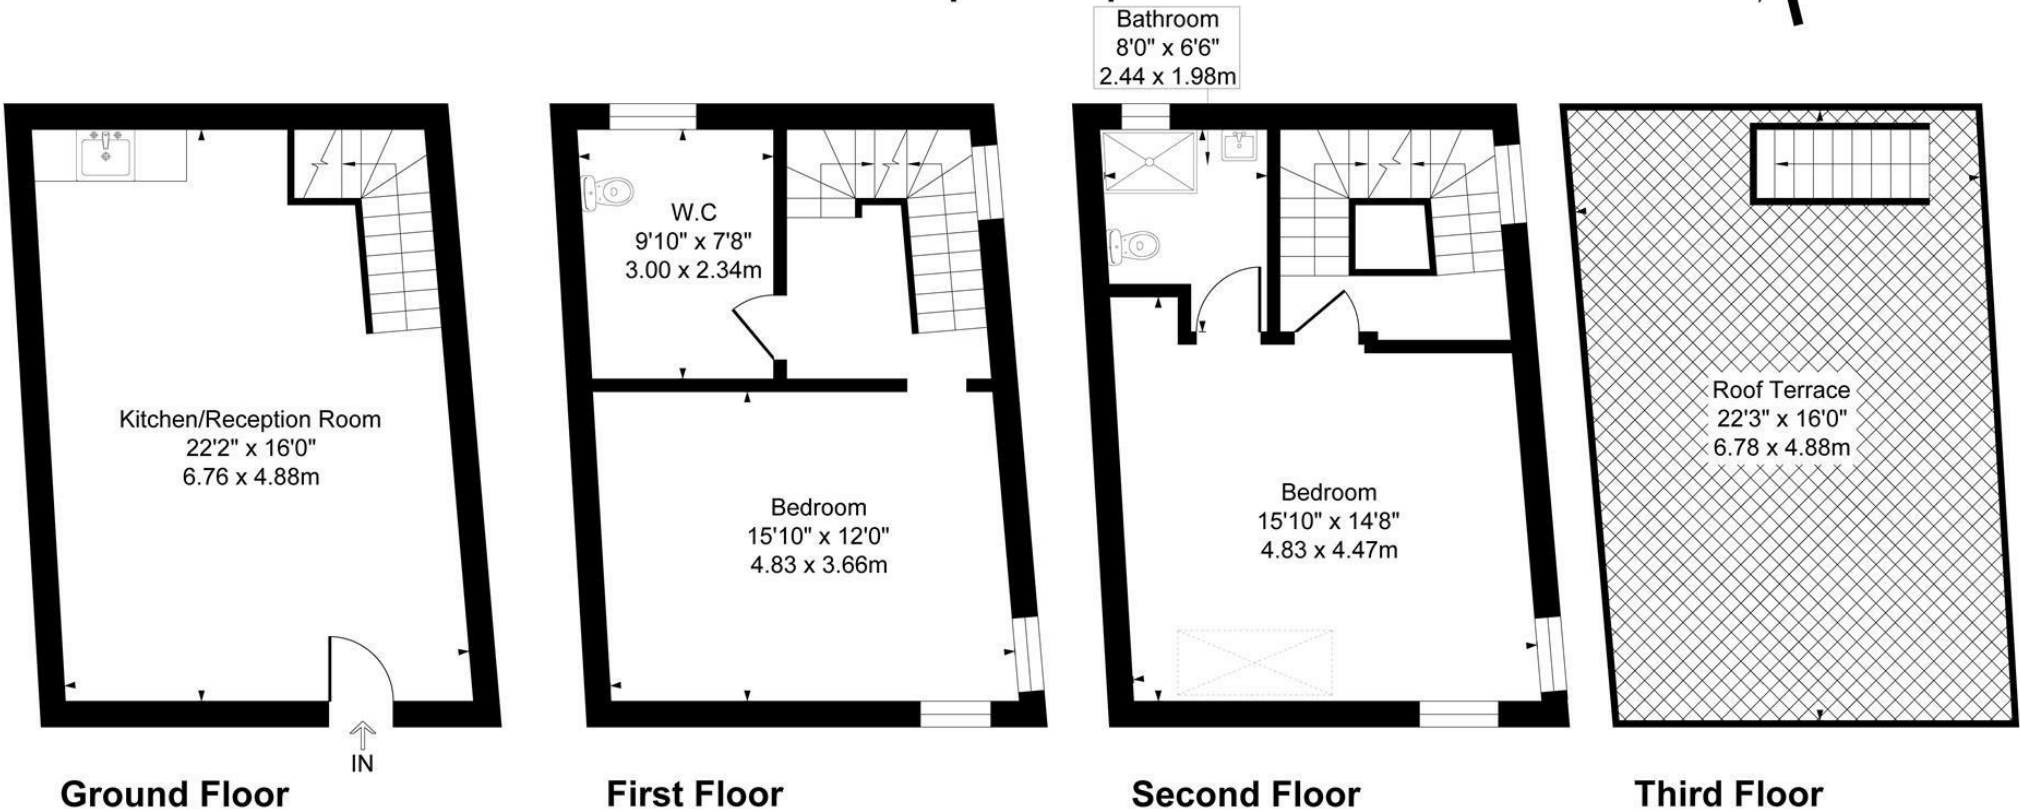 Bathroom
8'0" x 6'6"
2.44 x 1.98m
W.C
9'10" x 7'8"
3.00 x 2.34m
Kitchen/Reception Room
22'2" x 16'0"
6.76 x 4.88m
Bedroom
15'10" x 12'0"
4.83 x 3.66m
Bedroom
15'10" x 14'8"
4.83 x 4.47m
Roof Terrace
22'3" x 16'0"
6.78 x 4.88m
IN
Ground Floor
First Floor
Second Floor
Third Floor